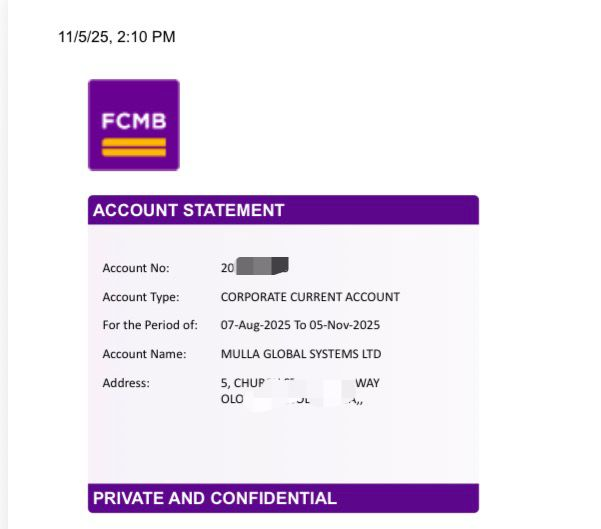 11/5/25, 2:10 PM
FCMB
ACCOUNT STATEMENT
Account No: 20
Account Type: CORPORATE CURRENT ACCOUNT
For the Period of: 07-Aug-2025 To 05-Nov-2025
Account Name: MULLA GLOBAL SYSTEMS LTD
Address: 5, WAY
PRIVATE AND CONFIDENTIAL